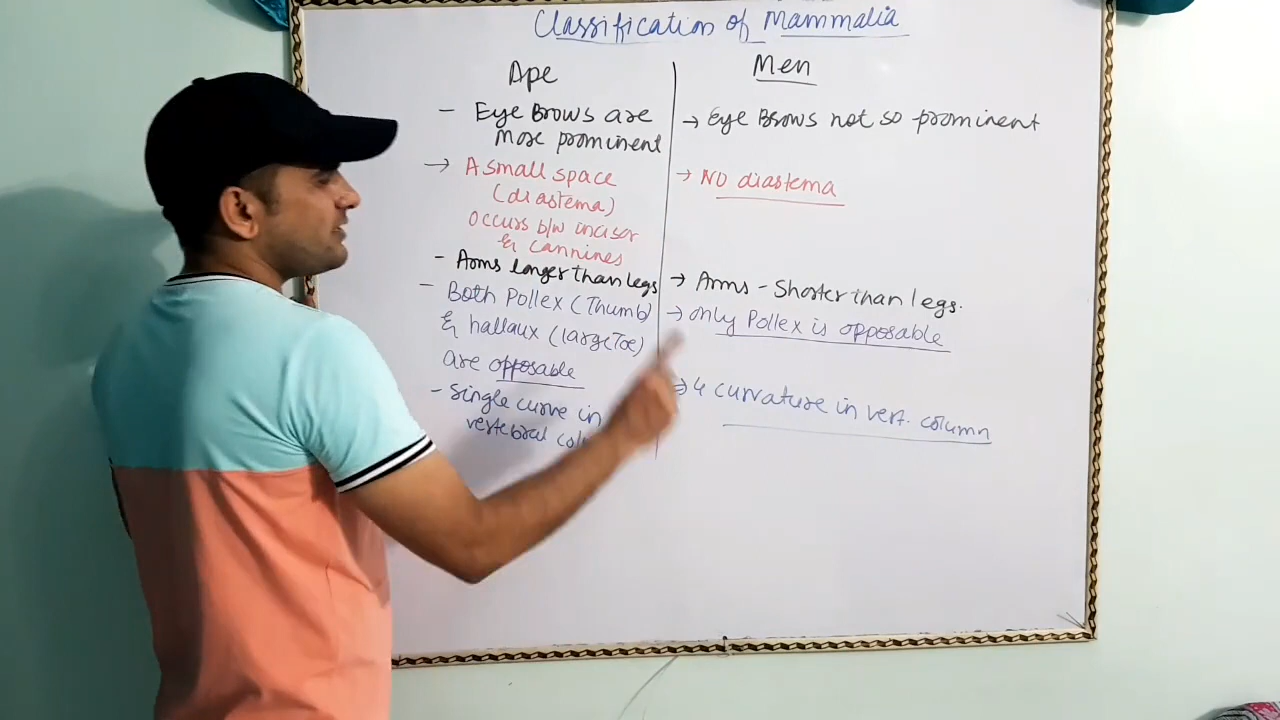 Classification of Mammalia
Ape
- Eye Brows are
More prominent
→ A small space
(diastema)
Occurs b/w incisor
& cannines
- Arms longer than legs
- Both Pollex (Thumb)
& hallaux (large Toe)
are opposable
- Single curve in
vertebral
Men
→ Eye Brows not so prominent
→ NO diastema
→ Arms - Shorter than legs.
→ only Pollex is opposable
→ 4 curvature in vert. column